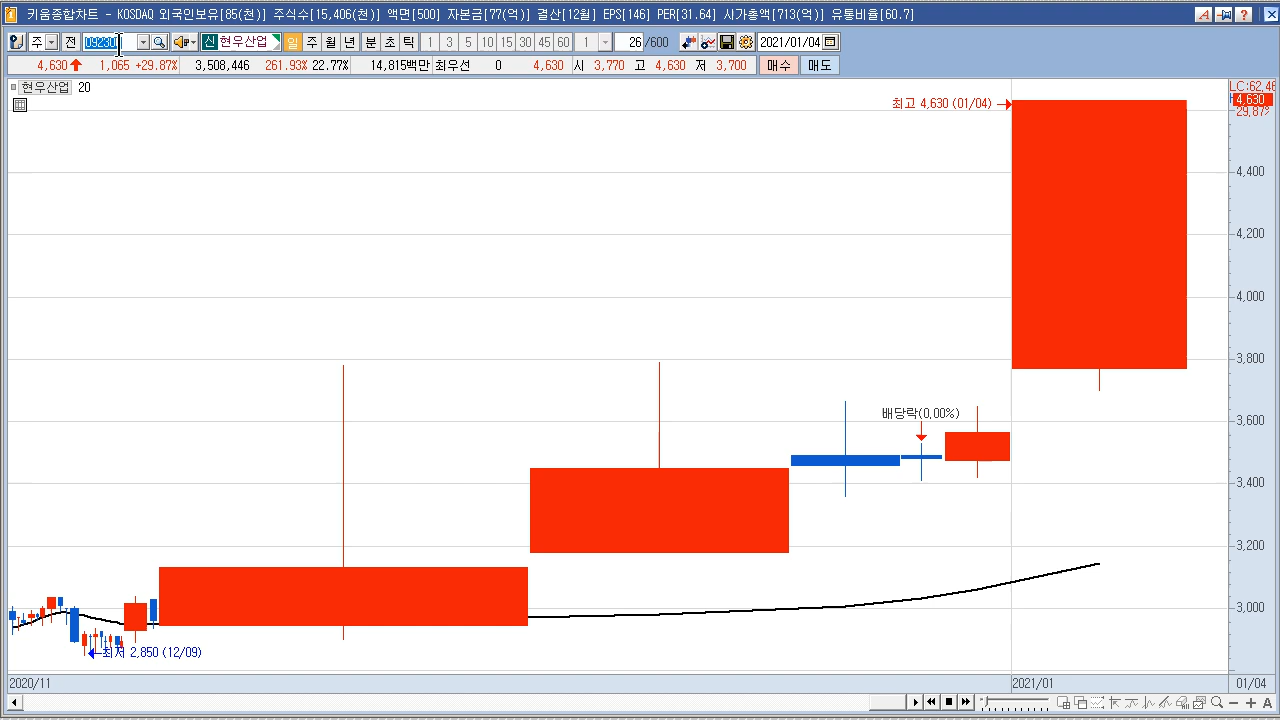 키움종합차트 - KOSDAQ 외국인보유[85(천)] 주식수[15,406(천)] 액면[500] 자본금[77(억)] 결산[12월] EPS[146] PER[31.64] 시가총액[713(억)] 유통비율[60.7]
주 전 신 현우산업 일 주 월 년 분 초 틱 1 3 5 10 15 30 45 60 1 26 /600 2021/01/04
4,630 1,065 +29.87% 3,508,446 261.93% 22.77% 14,815백만 최우선 0 4,630 시 3,770 고 4,630 저 3,700 매수 매도
현우산업 20
최고 4,630 (01/04)
4,630
29.87%
4,400
4,200
4,000
3,800
3,600
배당락(0.00%)
3,400
3,200
3,000
최저 2,850 (12/09)
2020/11 2021/01 01/04